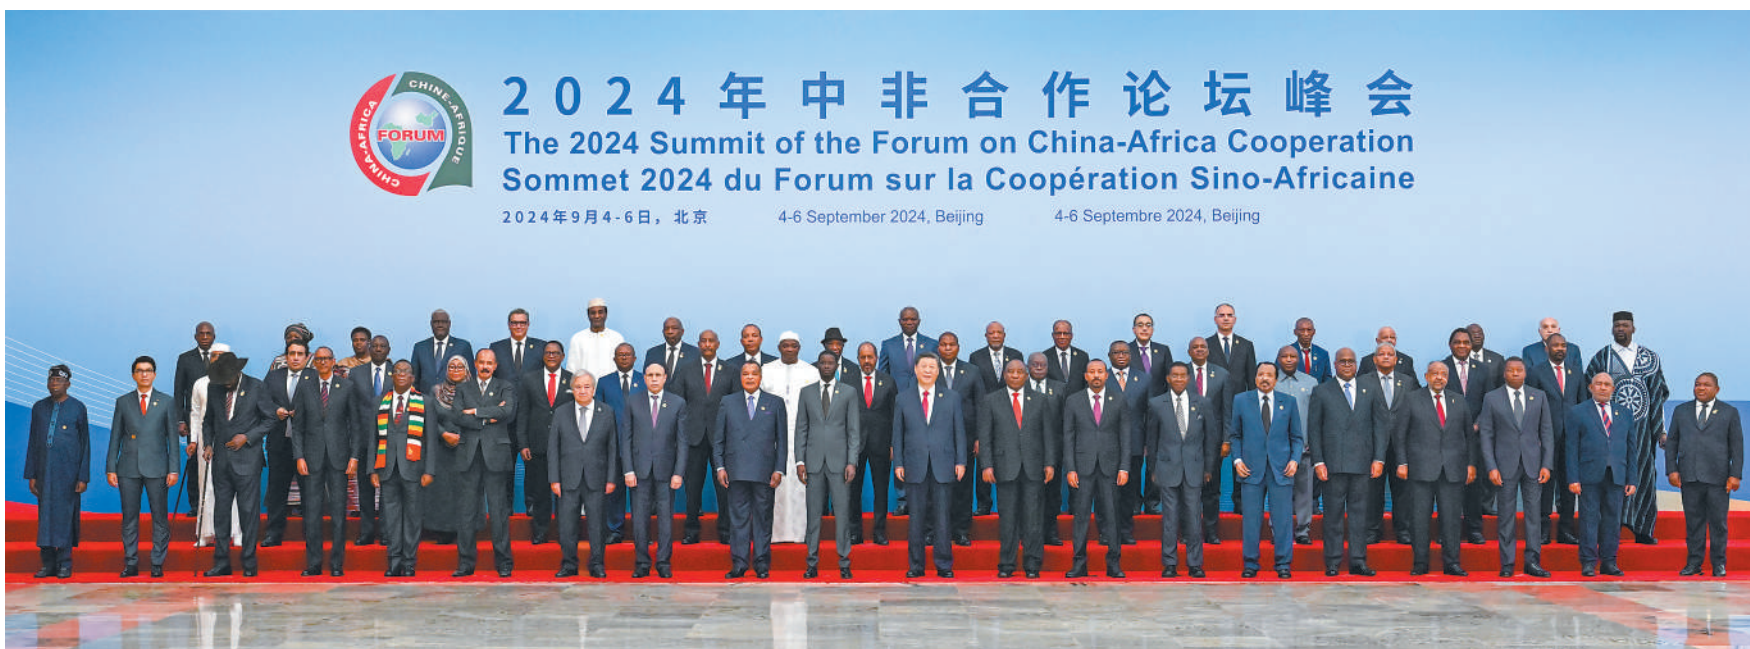 CHINE-AFRIQUE
CHINA-AFRICA
FORUM
2024年中非合作论坛峰会
The 2024 Summit of the Forum on China-Africa Cooperation
Sommet 2024 du Forum sur la Coopération Sino-Africaine
2024年9月4-6日，北京 4-6 September 2024, Beijing 4-6 Septembre 2024, Beijing